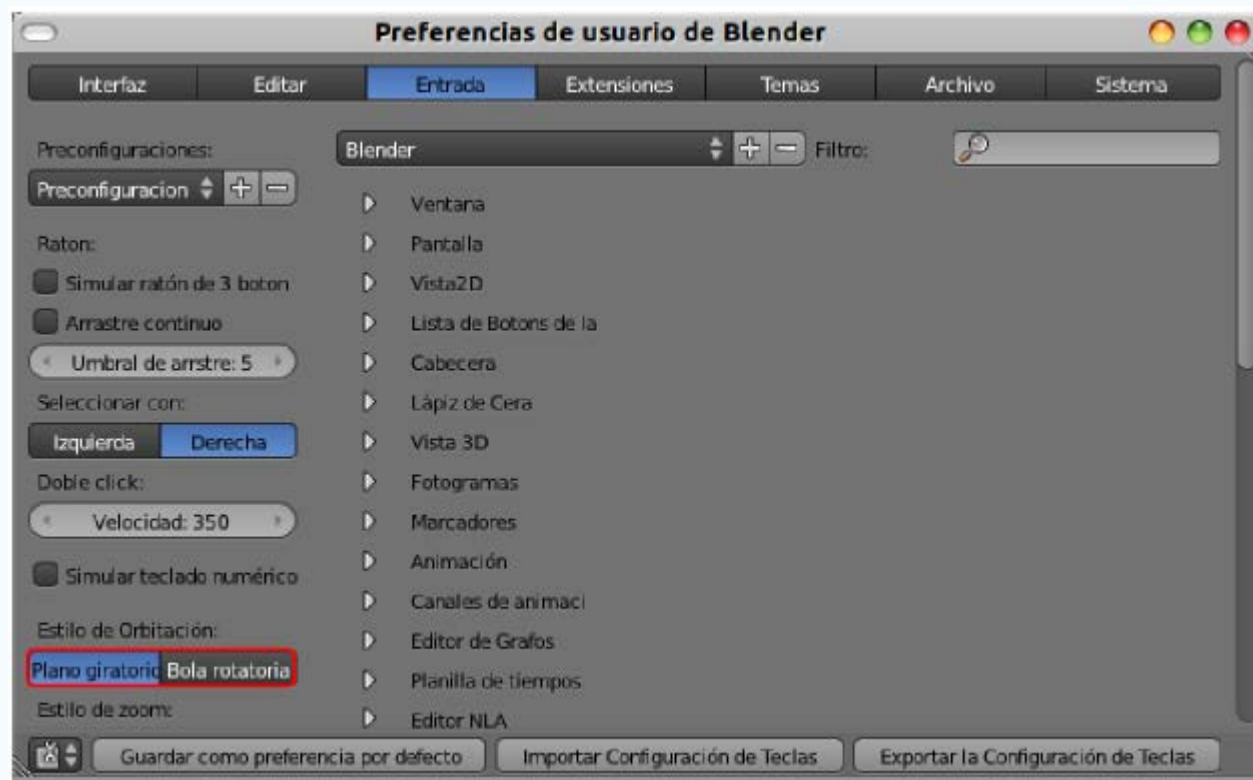 Preferencias de usuario de Blender
Interfaz Editar Entrada Extensiones Temas Archivo Sistema
Preconfiguraciones:
Preconfiguracion
Raton:
Simular ratón de 3 boton
Arrastre continuo
Umbral de arrstre: 5
Seleccionar con:
Izquierda Derecha
Doble click:
Velocidad: 350
Simular teclado numérico
Estilo de Orbitación:
Plano giratoric Bola rotatoria
Estilo de zoom:
Blender Filtro:
Ventana
Pantalla
Vista2D
Lista de Botons de la
Cabecera
Lápiz de Cera
Vista 3D
Fotogramas
Marcadores
Animación
Canales de animaci
Editor de Grafos
Planilla de tiempos
Editor NLA
Guardar como preferencia por defecto Importar Configuración de Teclas Exportar la Configuración de Teclas